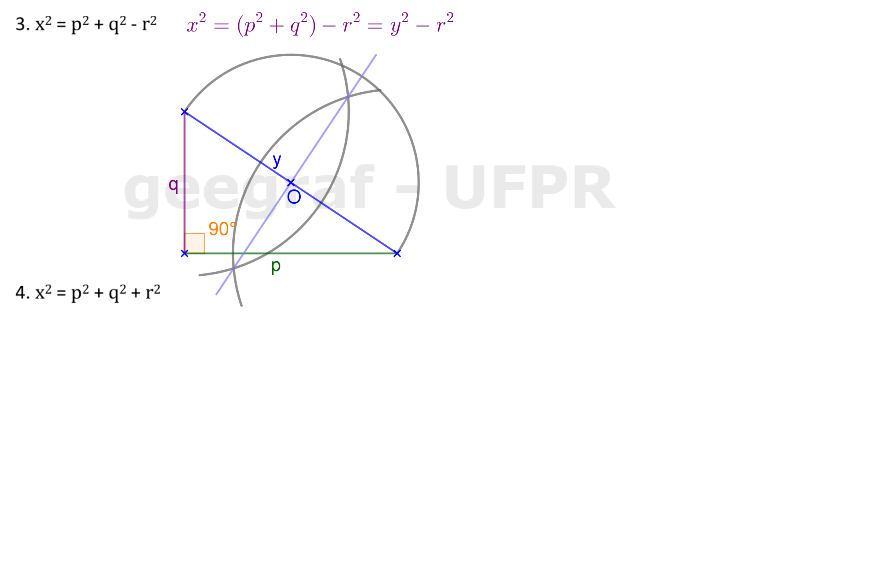 3. x² = p² + q² - r² x² = (p² + q²) − r² = y² − r²
y
q
geegraf - UFPR
O
90°
p
4. x² = p² + q² + r²